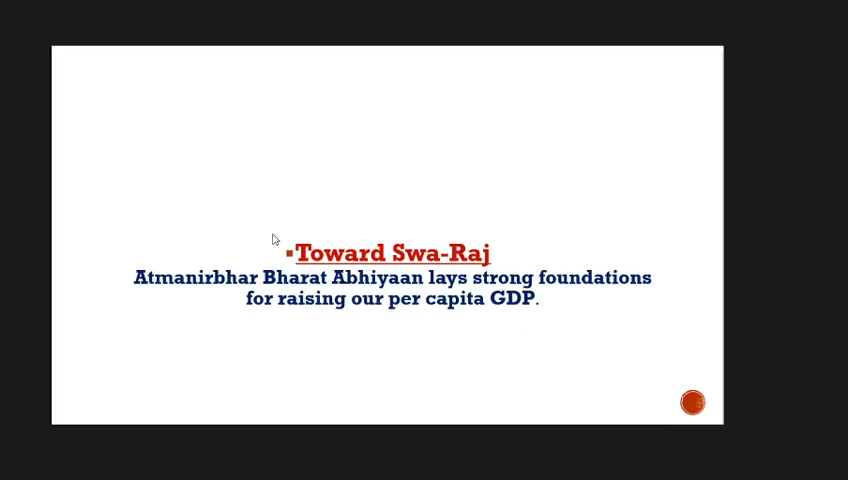 ▪Toward Swa-Raj
Atmanirbhar Bharat Abhiyaan lays strong foundations
for raising our per capita GDP.